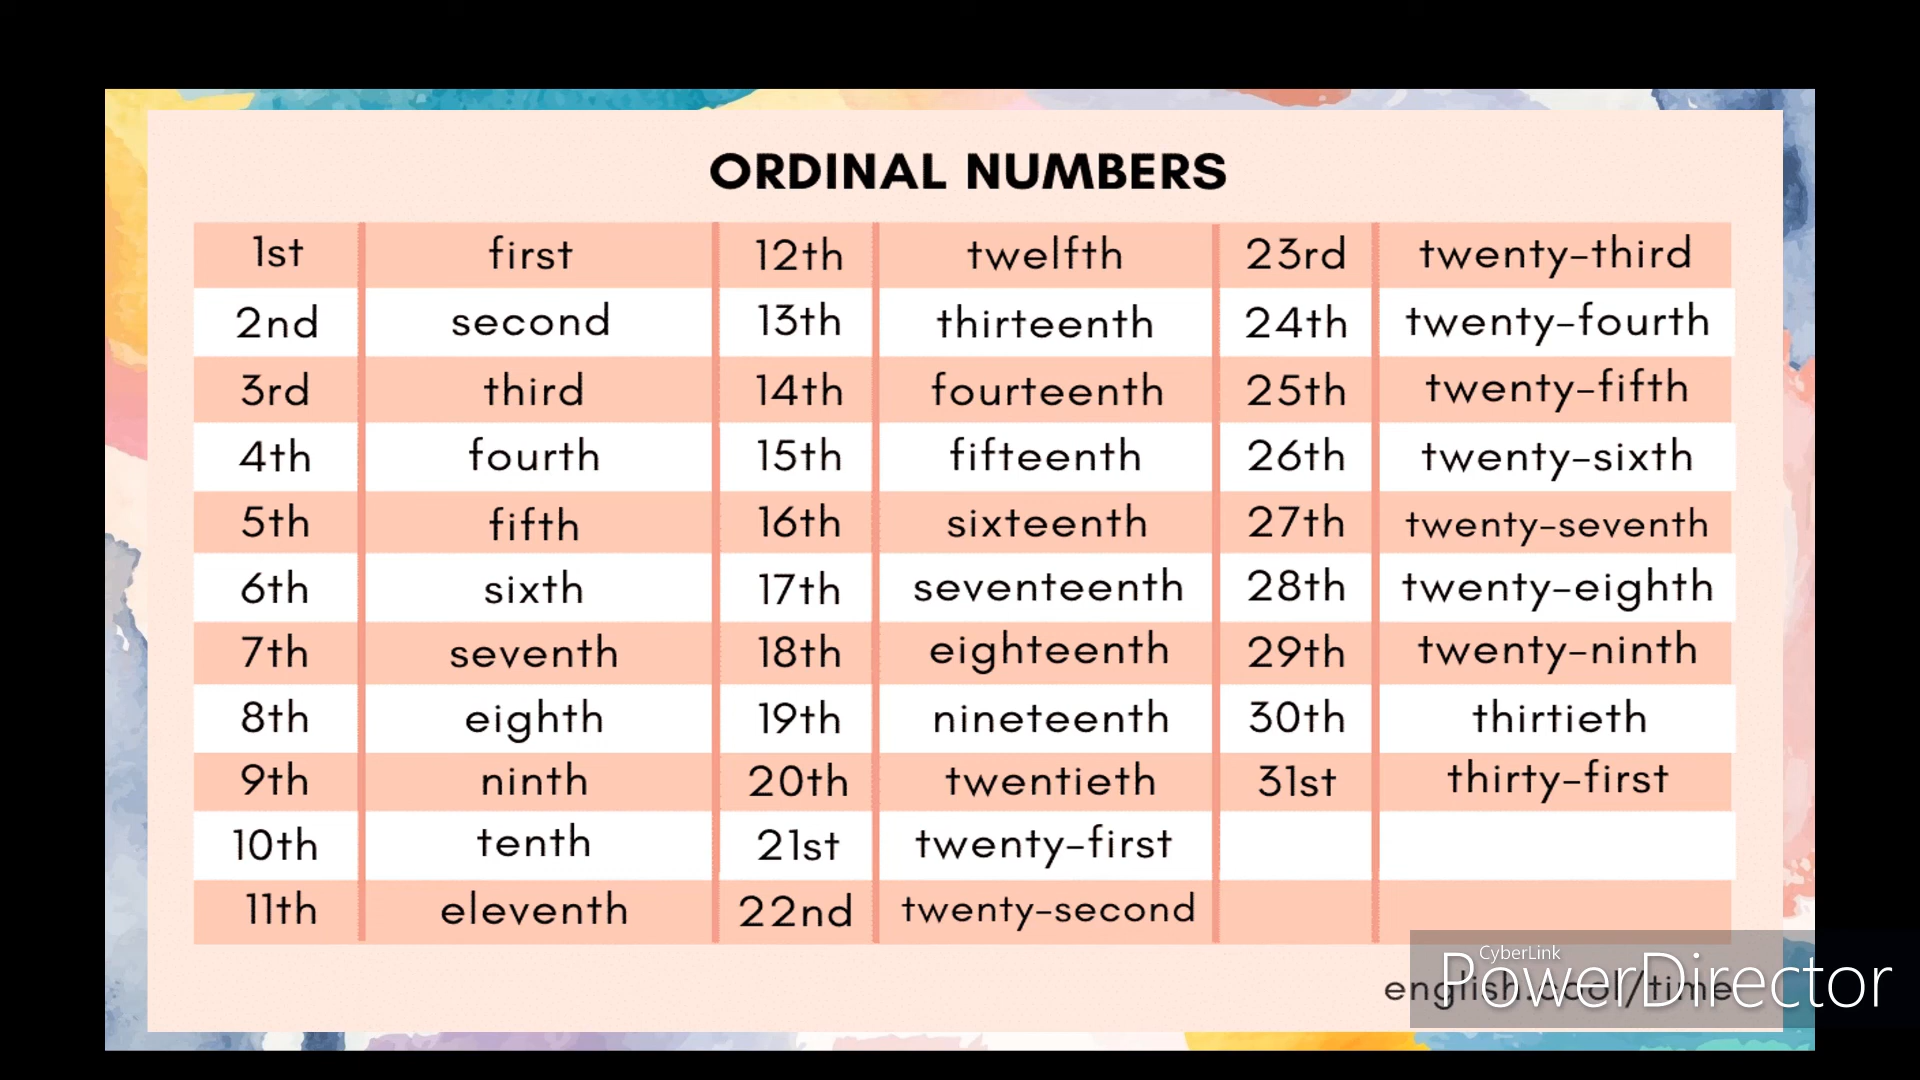 ORDINAL NUMBERS
1st first 12th twelfth 23rd twenty-third
2nd second 13th thirteenth 24th twenty-fourth
3rd third 14th fourteenth 25th twenty-fifth
4th fourth 15th fifteenth 26th twenty-sixth
5th fifth 16th sixteenth 27th twenty-seventh
6th sixth 17th seventeenth 28th twenty-eighth
7th seventh 18th eighteenth 29th twenty-ninth
8th eighth 19th nineteenth 30th thirtieth
9th ninth 20th twentieth 31st thirty-first
10th tenth 21st twenty-first
11th eleventh 22nd twenty-second
CyberLink
PowerDirector
english.cool/time